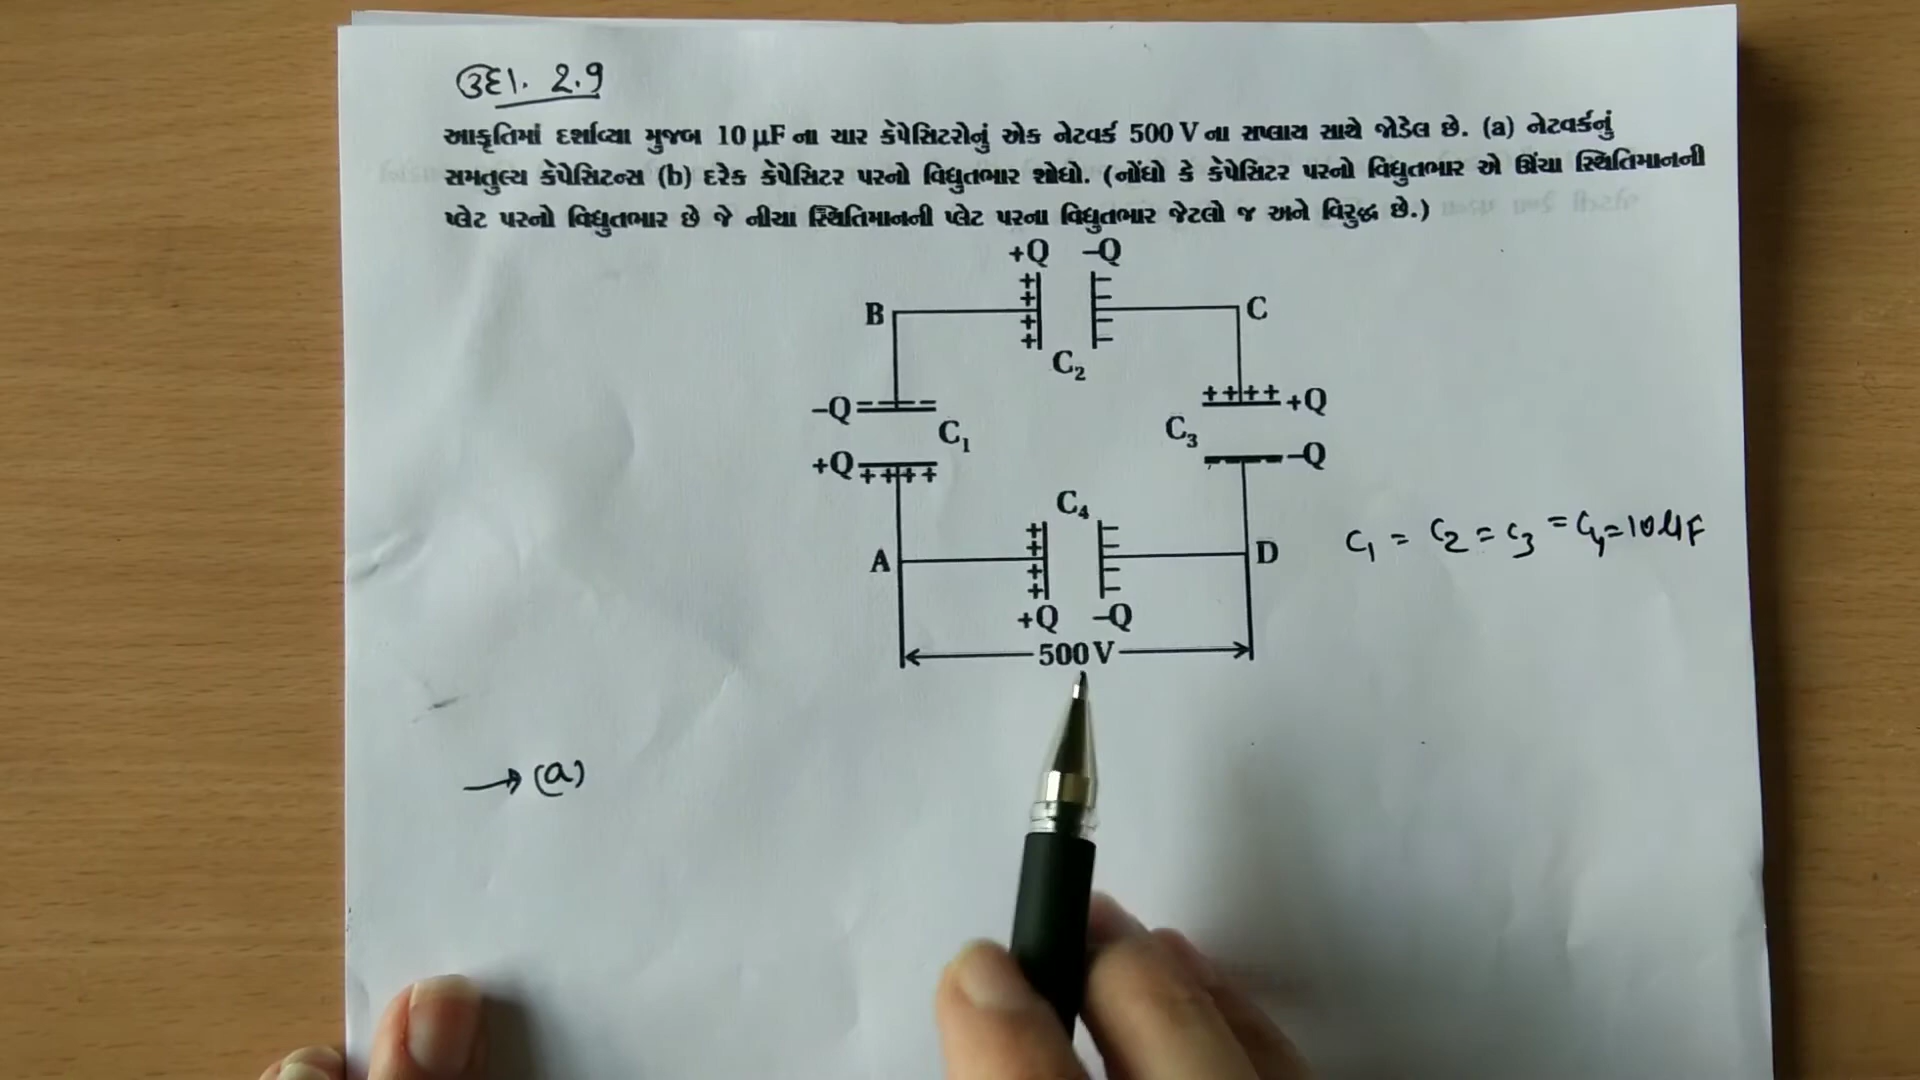 ઉદા. 2.9
આકૃતિમાં દર્શાવ્યા મુજબ 10 μF ના ચાર કૅપેસિટરોનું એક નેટવર્ક 500 V ના સપ્લાય સાથે જોડેલ છે. (a) નેટવર્કનું
સમતુલ્ય કૅપેસિટન્સ (b) દરેક કૅપેસિટર પરનો વિદ્યુતભાર શોધો. (નોંધો કે કૅપેસિટર પરનો વિદ્યુતભાર એ ઊંચા સ્થિતિમાનની
પ્લેટ પરનો વિદ્યુતભાર છે જે નીચા સ્થિતિમાનની પ્લેટ પરના વિદ્યુતભાર જેટલો જ અને વિરુદ્ધ છે.)
+Q –Q
B C
C₂
–Q +Q
C₁ C₃
+Q –Q
C₄
A D C₁ = C₂ = C₃ = C₄ = 10 μF
+Q –Q
500 V
→ (a)